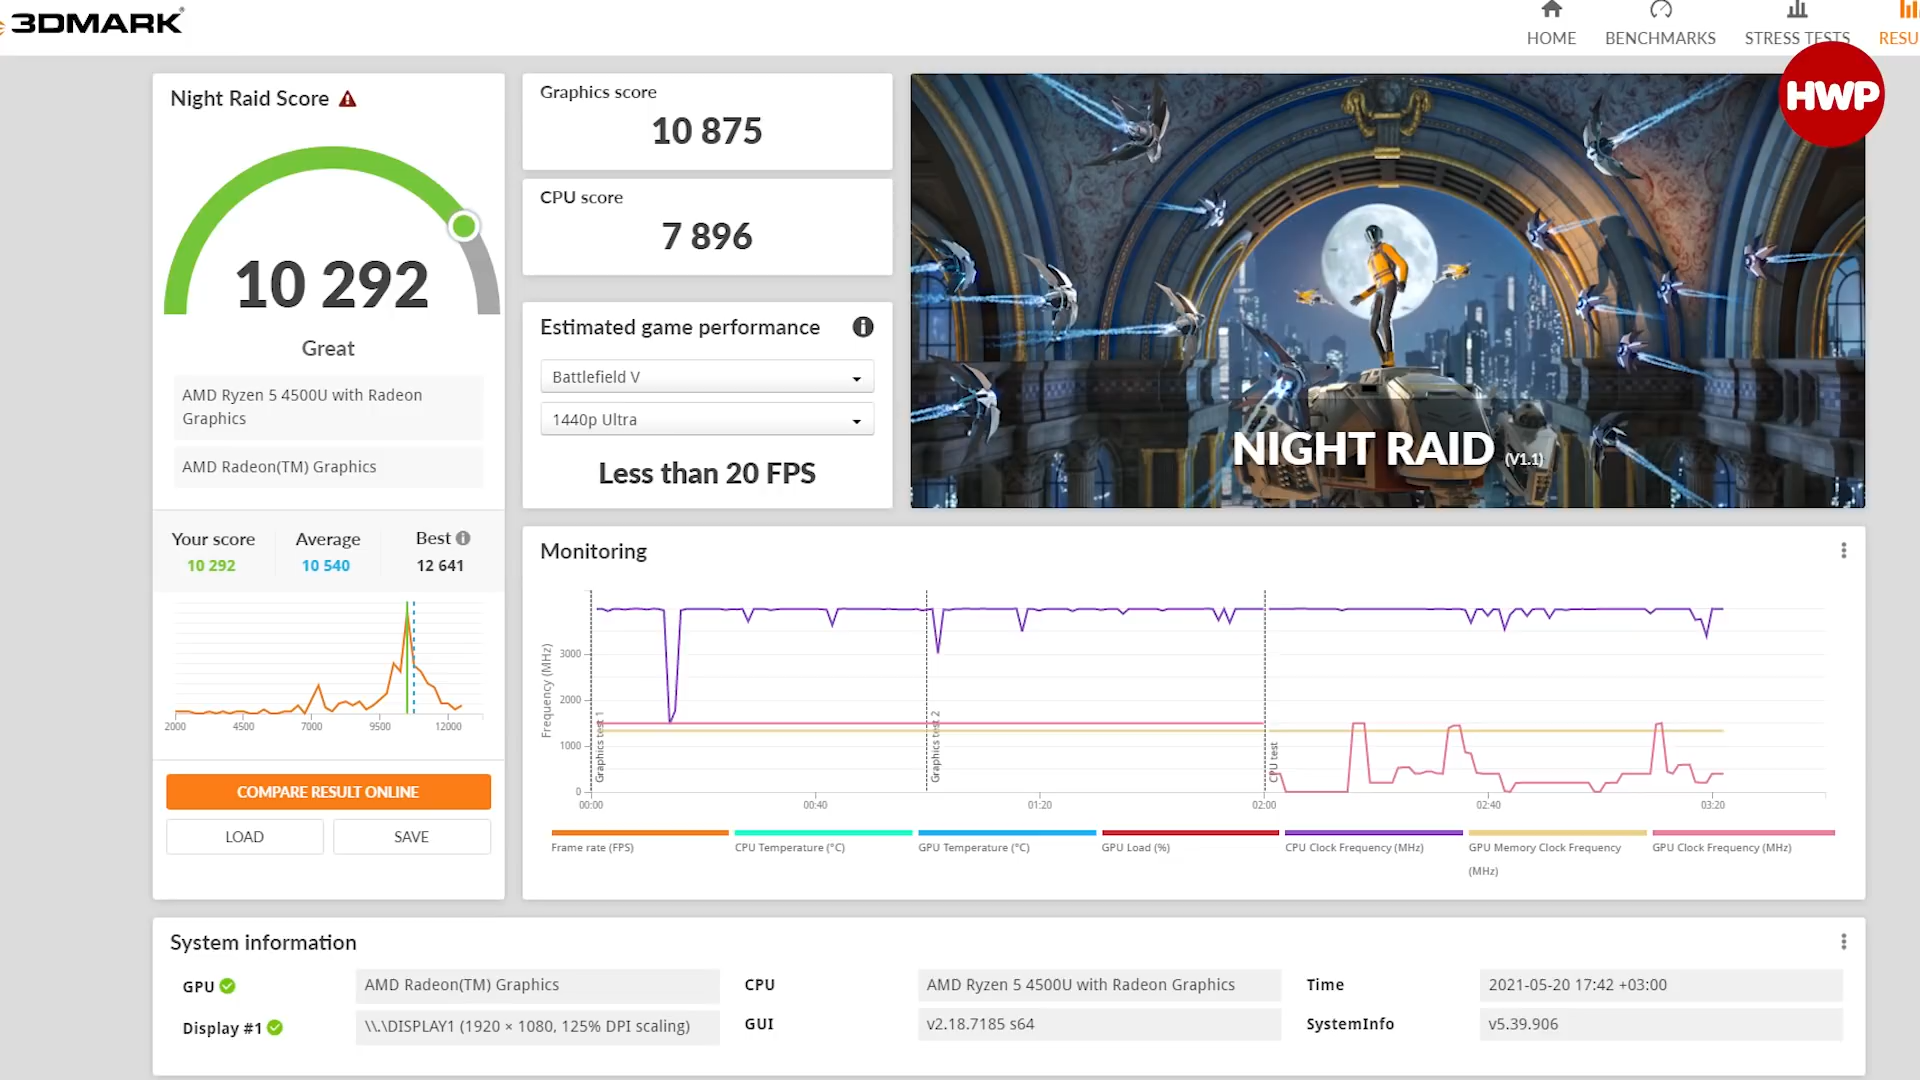 3DMARK
HOME
BENCHMARKS
STRESS TESTS
RESU
HWP
Night Raid Score
10 292
Great
AMD Ryzen 5 4500U with Radeon
Graphics
AMD Radeon(TM) Graphics
Your score
10 292
Average
10 540
Best
12 641
2000 4500 7000 9500 12000
COMPARE RESULT ONLINE
LOAD
SAVE
Graphics score
10 875
CPU score
7 896
Estimated game performance
Battlefield V
1440p Ultra
Less than 20 FPS
NIGHT RAID (V1.1)
Monitoring
Frequency (MHz)
3000
2000
1000
0
Graphics test 1
Graphics test 2
CPU test
00:00 00:40 01:20 02:00 02:40 03:20
Frame rate (FPS)
CPU Temperature (°C)
GPU Temperature (°C)
GPU Load (%)
CPU Clock Frequency (MHz)
GPU Memory Clock Frequency
(MHz)
GPU Clock Frequency (MHz)
System information
GPU
AMD Radeon(TM) Graphics
CPU
AMD Ryzen 5 4500U with Radeon Graphics
Time
2021-05-20 17:42 +03:00
Display #1
\\.\DISPLAY1 (1920 × 1080, 125% DPI scaling)
GUI
v2.18.7185 s64
SystemInfo
v5.39.906